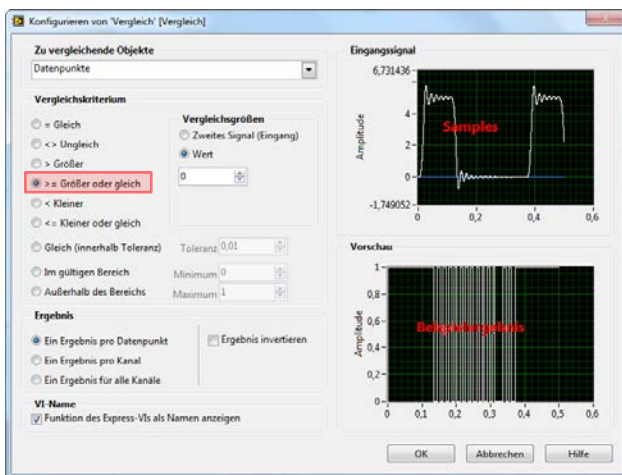 Konfigurieren von 'Vergleich' [Vergleich]
Zu vergleichende Objekte
Datenpunkte
Vergleichskriterium
= Gleich
<> Ungleich
> Größer
>= Größer oder gleich
< Kleiner
<= Kleiner oder gleich
Gleich (innerhalb Toleranz)
Im gültigen Bereich
Außerhalb des Bereichs
Vergleichsgrößen
Zweites Signal (Eingang)
Wert
0
Toleranz 0,01
Minimum 0
Maximum 1
Ergebnis
Ein Ergebnis pro Datenpunkt
Ein Ergebnis pro Kanal
Ein Ergebnis für alle Kanäle
Ergebnis invertieren
VI-Name
Funktion des Express-VIs als Namen anzeigen
Eingangssignal
6,731436
4
2
0
-1,749052
Amplitude
Samples
0 0,2 0,4 0,6
Vorschau
1
0,8
0,6
0,4
0,2
0
Amplitude
Beispielergebnis
0 0,1 0,2 0,3 0,4 0,5 0,6
OK Abbrechen Hilfe